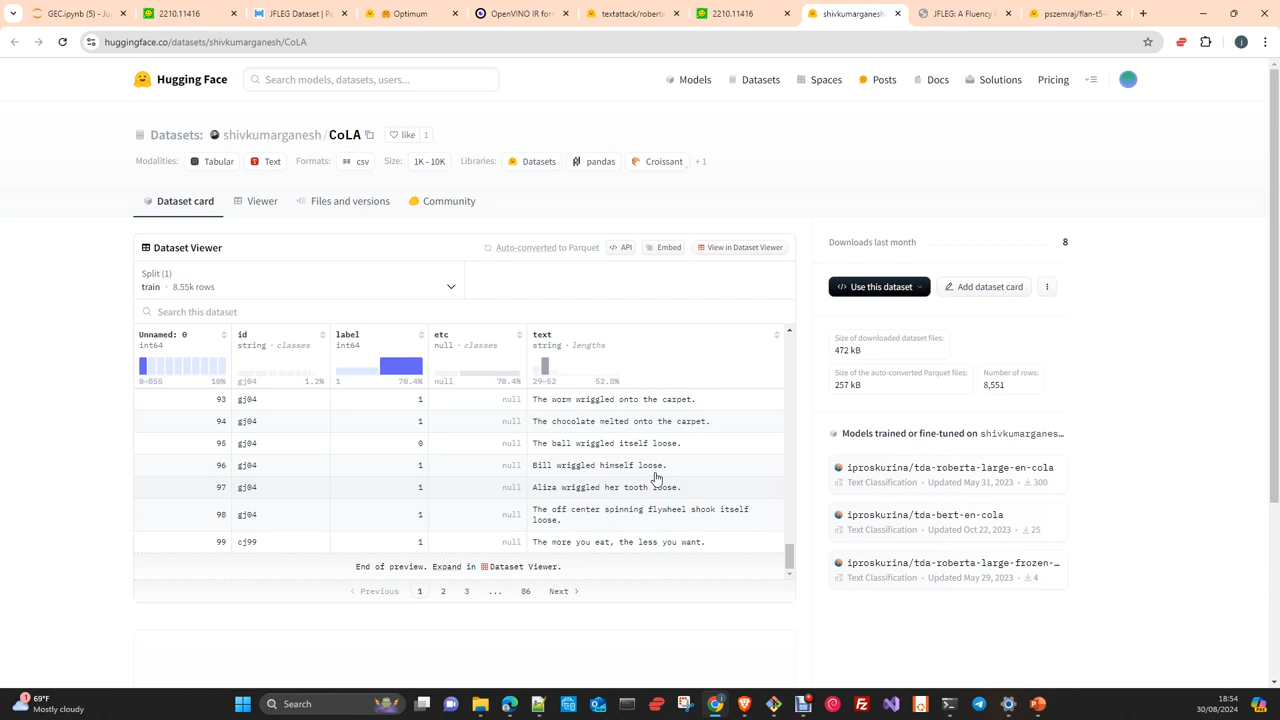 GEC.ipynb (5) - Ju
2210.11416
JFLEG Dataset | Pa
Optimum
OpenVINO IR form
textattack/roberta
2210.11416
shivkumarganesh/
JFLEG: A Fluency C
pszemraj/flan-t5-
huggingface.co/datasets/shivkumarganesh/CoLA
Hugging Face
Search models, datasets, users...
Models
Datasets
Spaces
Posts
Docs
Solutions
Pricing
Datasets: shivkumarganesh/CoLA
like 1
Modalities: Tabular Text Formats: csv Size: 1K - 10K Libraries: Datasets pandas Croissant + 1
Dataset card
Viewer
Files and versions
Community
Dataset Viewer
Auto-converted to Parquet
API
Embed
View in Dataset Viewer
Split (1)
train · 8.55k rows
Search this dataset
Unnamed: 0 id label etc text
int64 string · classes int64 null · classes string · lengths
0~855 10% gj04 1.2% 1 70.4% null 70.4% 29~52 52.8%
93 gj04 1 null The worm wriggled onto the carpet.
94 gj04 1 null The chocolate melted onto the carpet.
95 gj04 0 null The ball wriggled itself loose.
96 gj04 1 null Bill wriggled himself loose.
97 gj04 1 null Aliza wriggled her tooth loose.
98 gj04 1 null The off center spinning flywheel shook itself
loose.
99 cj99 1 null The more you eat, the less you want.
End of preview. Expand in Dataset Viewer.
Previous 1 2 3 ... 86 Next
Downloads last month
8
Use this dataset
Add dataset card
Size of downloaded dataset files:
472 kB
Size of the auto-converted Parquet files:
257 kB
Number of rows:
8,551
Models trained or fine-tuned on shivkumarganes…
iproskurina/tda-roberta-large-en-cola
Text Classification · Updated May 31, 2023 · 300
iproskurina/tda-bert-en-cola
Text Classification · Updated Oct 22, 2023 · 25
iproskurina/tda-roberta-large-frozen-…
Text Classification · Updated May 29, 2023 · 4
1
69°F
Mostly cloudy
Search
18:54
30/08/2024